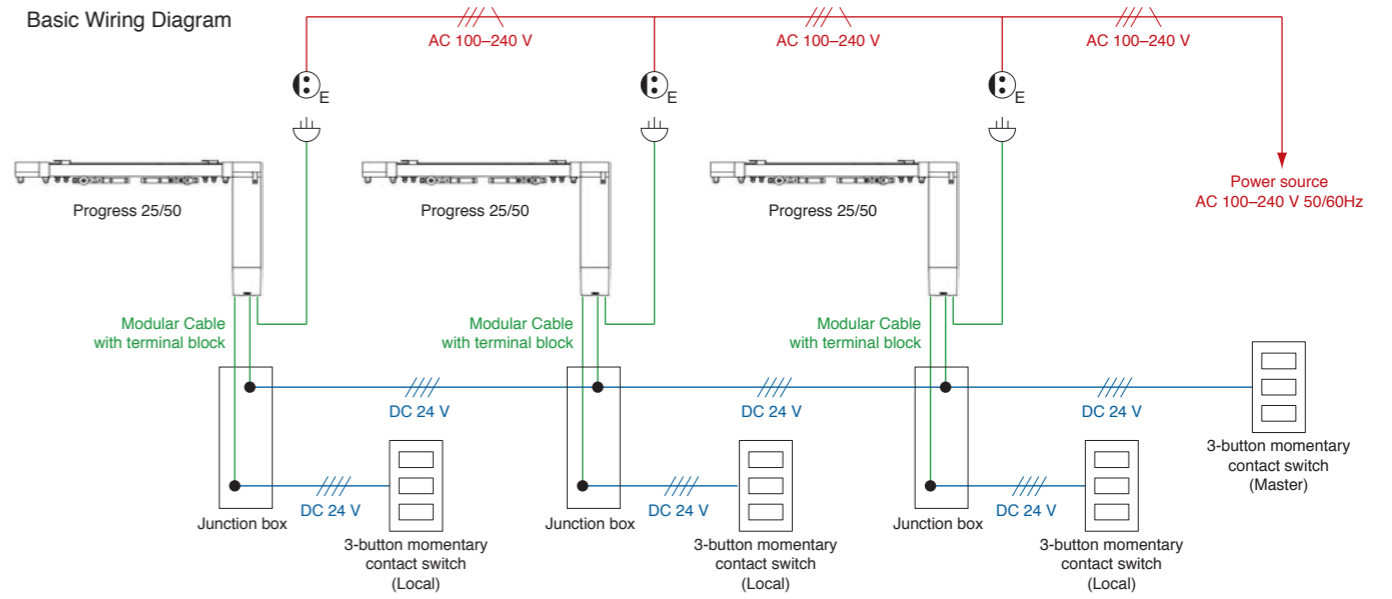 Basic Wiring Diagram
AC 100–240 V
AC 100–240 V
AC 100–240 V
E
E
E
Progress 25/50
Progress 25/50
Progress 25/50
Power source
AC 100–240 V 50/60Hz
Modular Cable
with terminal block
Modular Cable
with terminal block
Modular Cable
with terminal block
DC 24 V
DC 24 V
DC 24 V
3-button momentary
contact switch
(Master)
DC 24 V
DC 24 V
DC 24 V
Junction box
Junction box
Junction box
3-button momentary
contact switch
(Local)
3-button momentary
contact switch
(Local)
3-button momentary
contact switch
(Local)